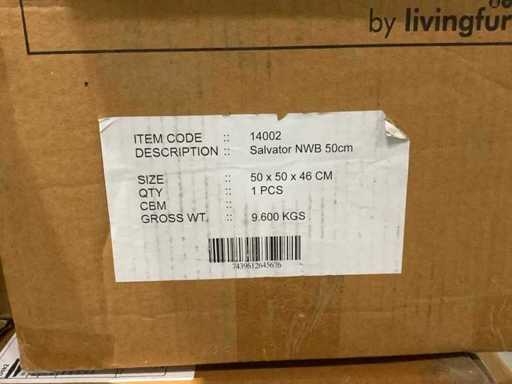 by livingfur
ITEM CODE :: 14002
DESCRIPTION :: Salvator NWB 50cm
SIZE :: 50 x 50 x 46 CM
QTY :: 1 PCS
CBM ::
GROSS WT. :: 9.600 KGS
7439612645676